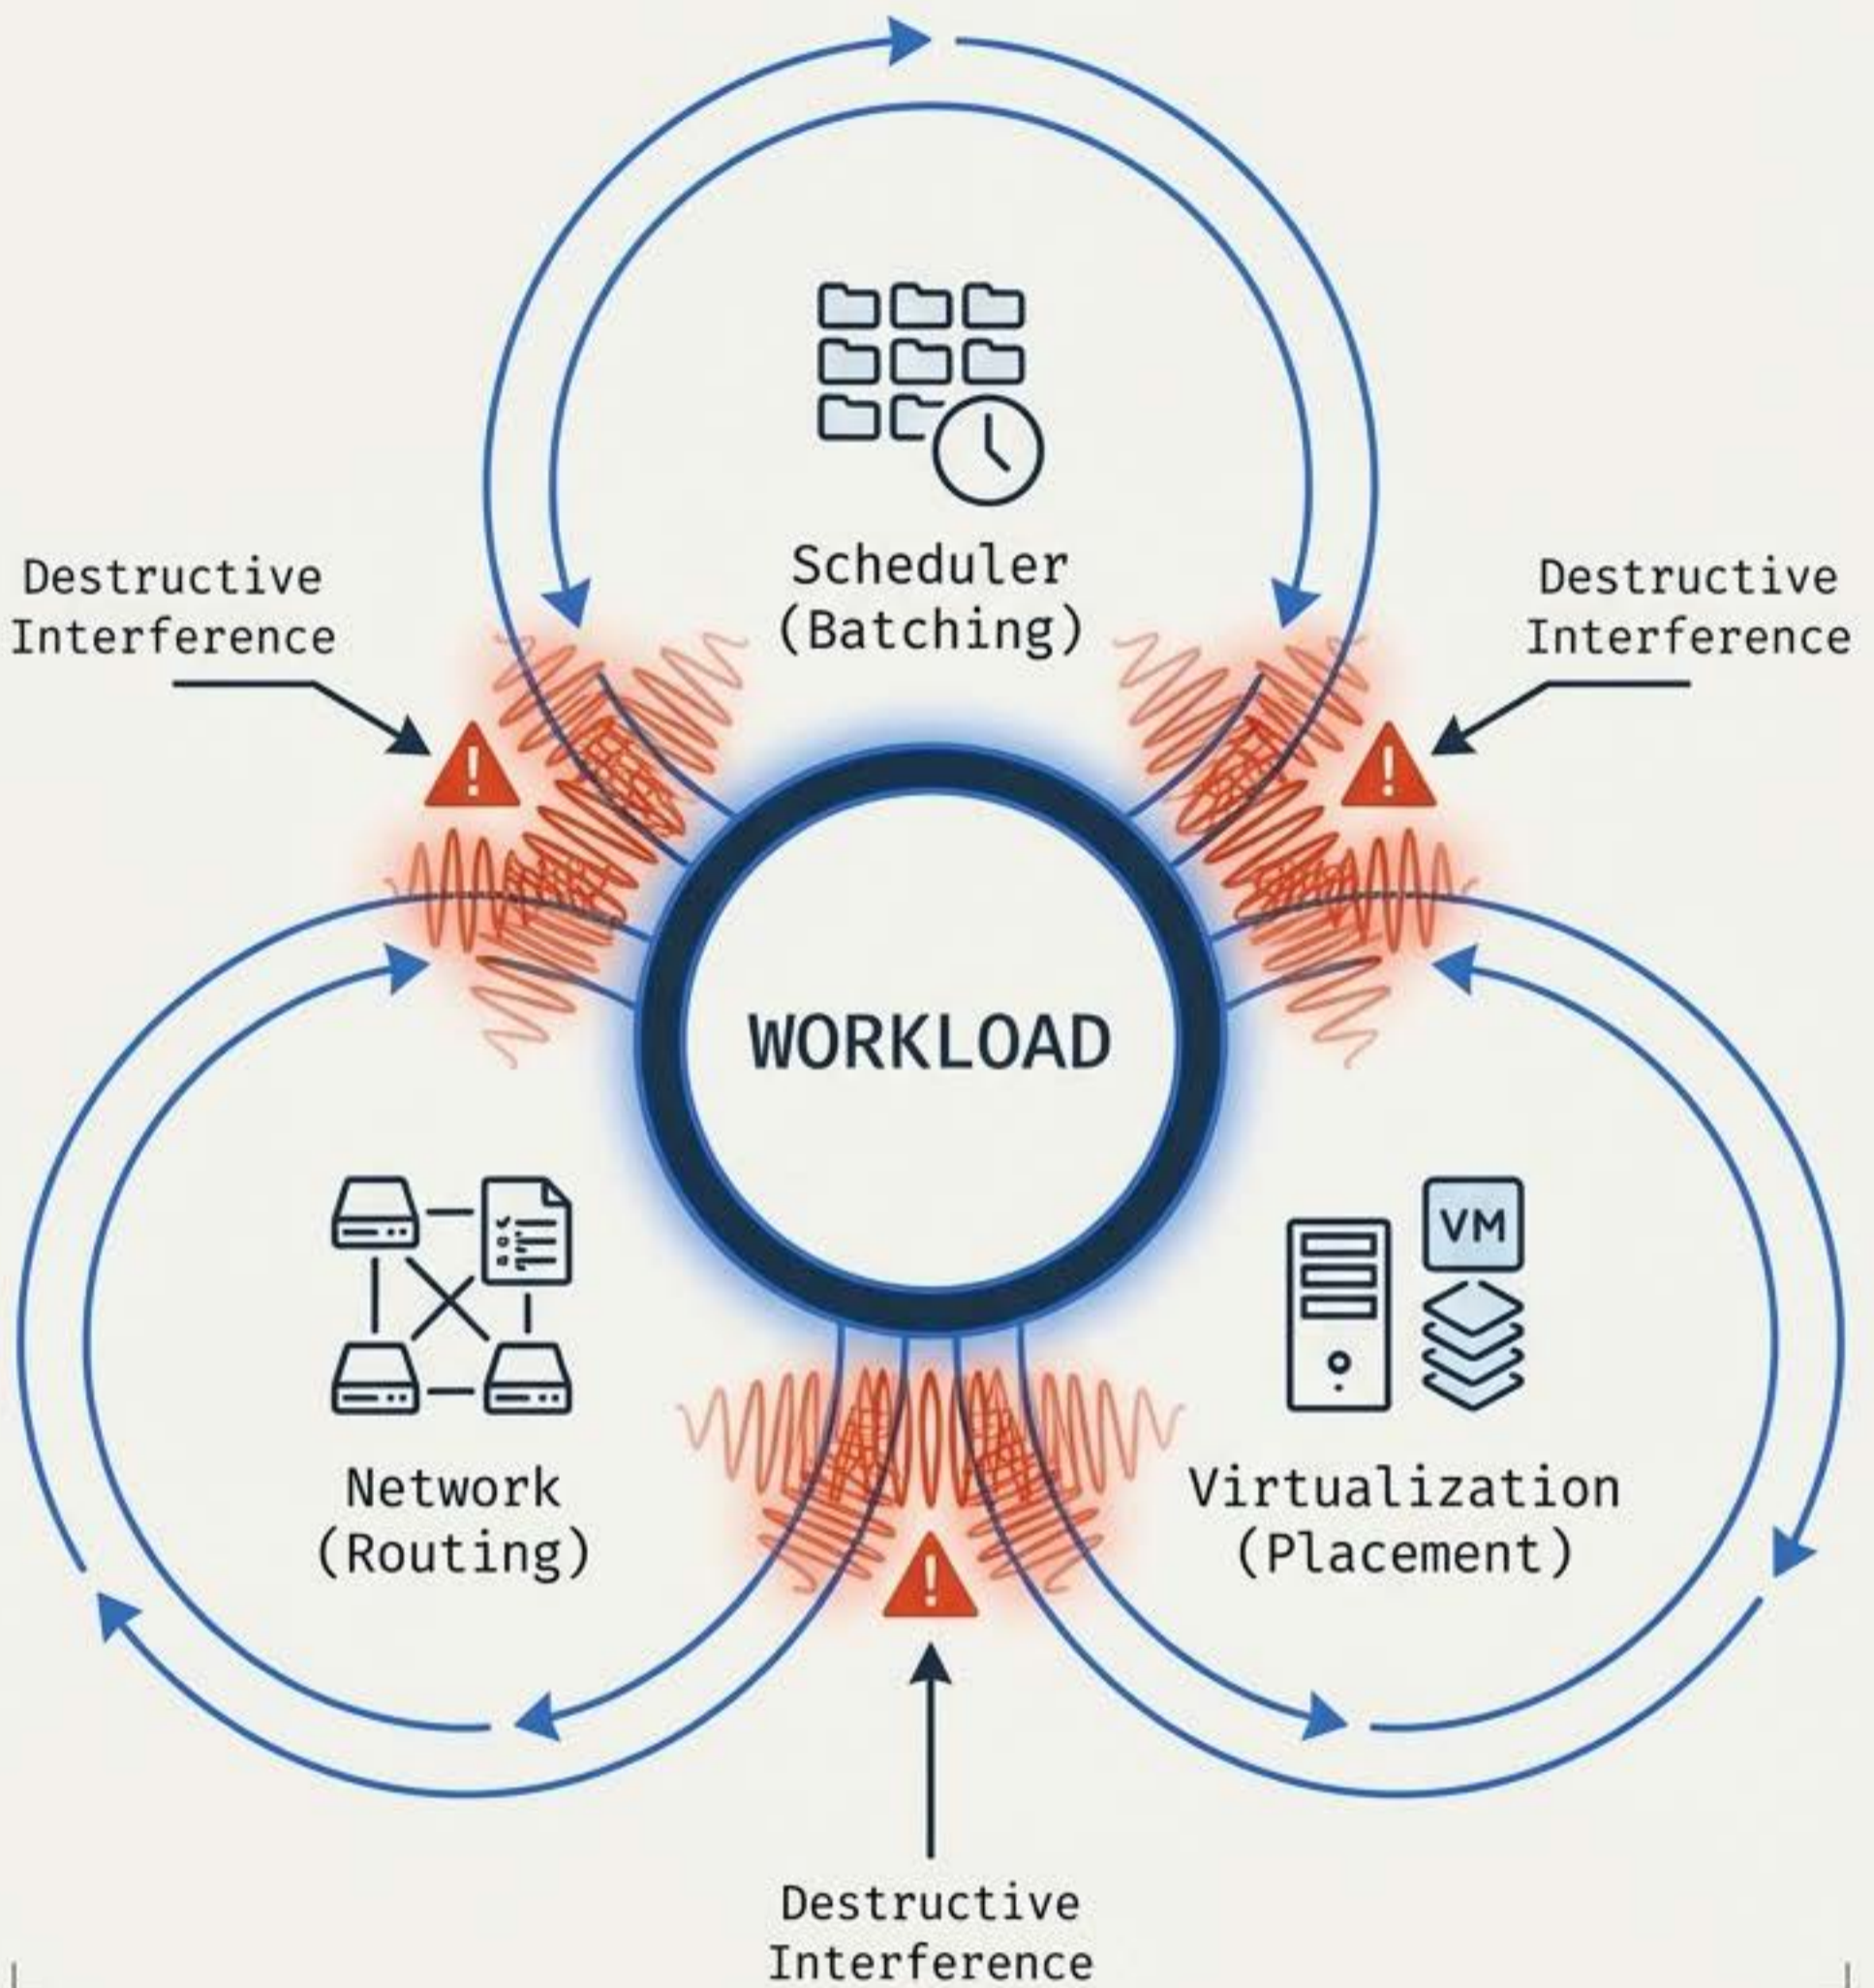 Scheduler
(Batching)
Destructive
Interference
Destructive
Interference
!
!
WORKLOAD
VM
Network
(Routing)
Virtualization
(Placement)
!
Destructive
Interference